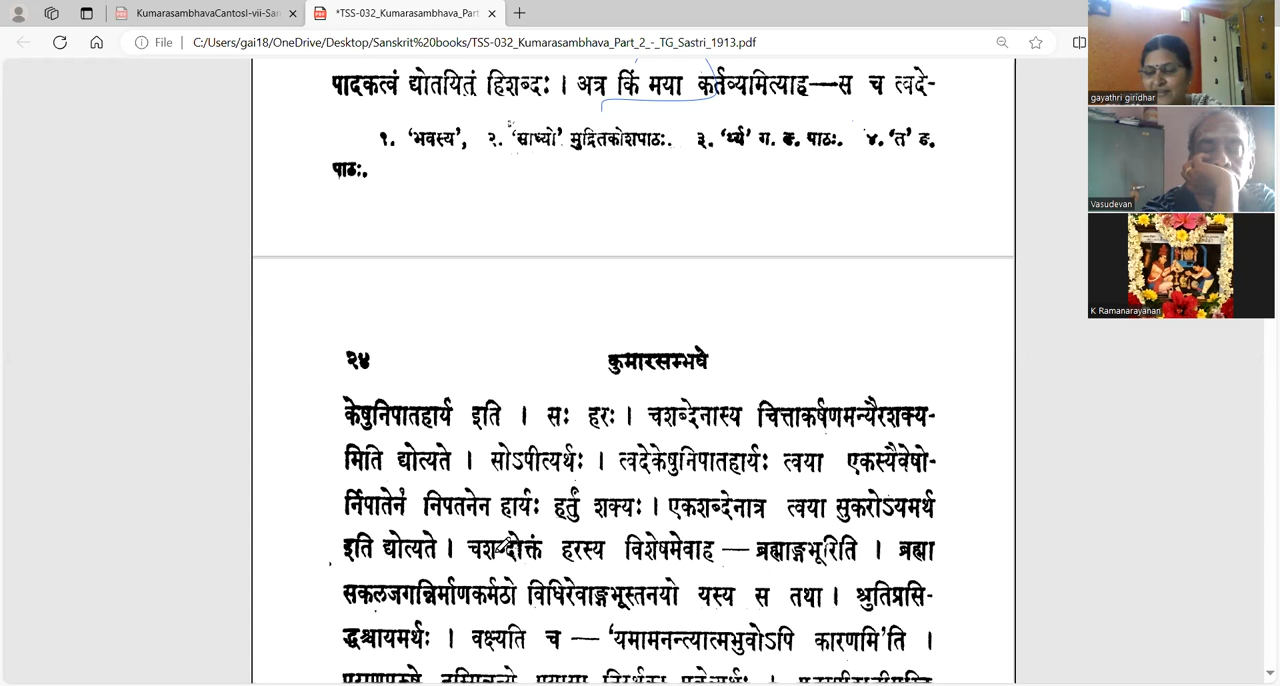 KumarasambhavaCantosI-vii-San
*TSS-032_Kumarasambhava_Part
File
C:/Users/gai18/OneDrive/Desktop/Sanskrit%20books/TSS-032_Kumarasambhava_Part_2_-_TG_Sastri_1913.pdf
gayathri giridhar
Vasudevan
K Ramanarayanan
पादकत्वं द्योतयितुं हिशब्दः । अत्र किं मया कर्तव्यमित्याह—स च त्वदे-
१. 'भवस्य', २. 'साध्यो' मुद्रितकोशपाठः. ३. 'र्थ्य' ग. ङ. पाठः. ४. 'त' ङ.
पाठः.
२४ कुमारसम्भवे
केषुनिपातहार्य इति । सः हरः । चशब्देनास्य चित्ताकर्षणमन्यैरशक्य-
मिति द्योत्यते । सोऽपीत्यर्थः । त्वदेकेषुनिपातहार्यः त्वया एकस्यैवेषो-
र्निपातेन निपतनेन हार्यः हर्तुं शक्यः । एकशब्देनात्र त्वया सुकरोऽयमर्थ
इति द्योत्यते । चशब्दोक्तं हरस्य विशेषमेवाह — ब्रह्माङ्गभूरिति । ब्रह्मा
सकलजगन्निर्माणकर्मठो विधिरेवाङ्गभूस्तनयो यस्य स तथा । श्रुतिप्रसि-
द्धश्चायमर्थः । वक्ष्यति च — 'यमामनन्त्यात्मभुवोऽपि कारणमि'ति ।